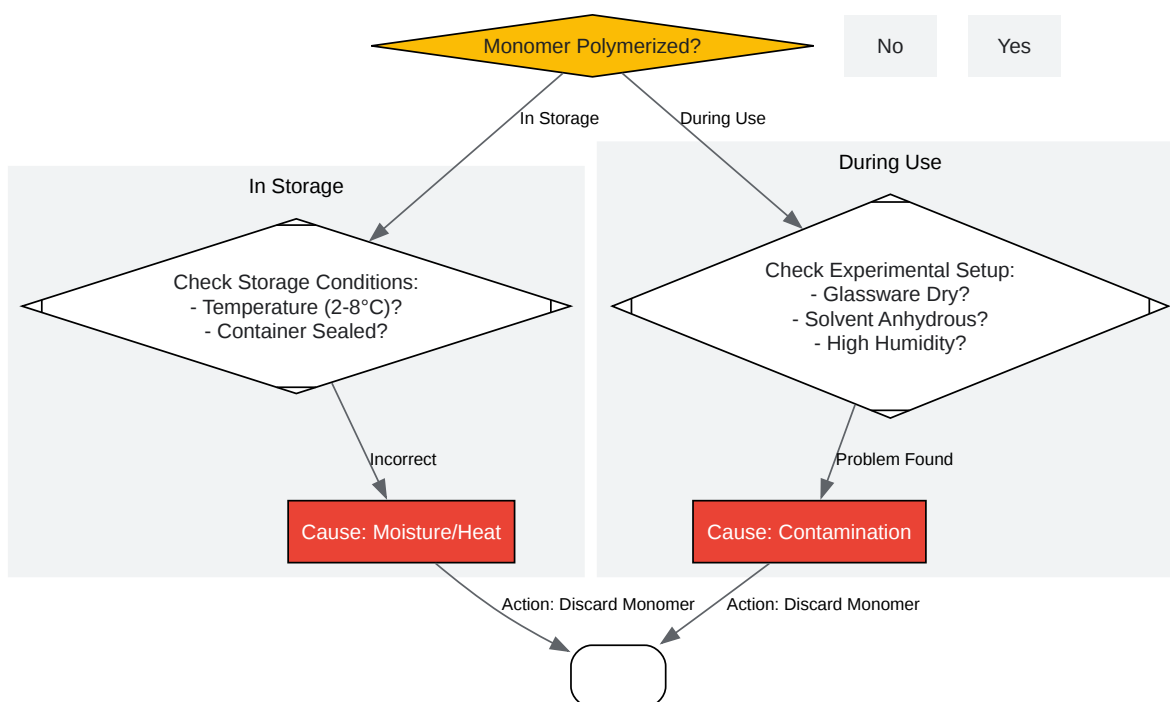 Monomer Polymerized?
No
Yes
In Storage
During Use
In Storage
During Use
Check Storage Conditions:
- Temperature (2-8°C)?
- Container Sealed?
Check Experimental Setup:
- Glassware Dry?
- Solvent Anhydrous?
- High Humidity?
Incorrect
Problem Found
Cause: Moisture/Heat
Cause: Contamination
Action: Discard Monomer
Action: Discard Monomer